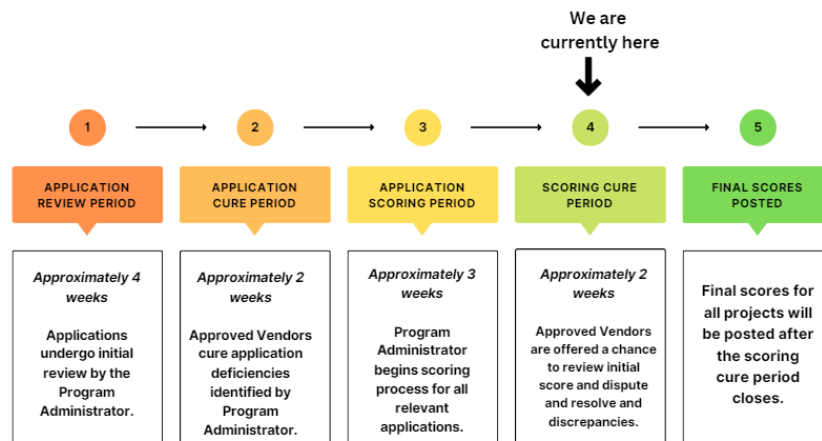 We are
currently here
1
2
3
4
5
APPLICATION
REVIEW PERIOD
APPLICATION
CURE PERIOD
APPLICATION
SCORING PERIOD
SCORING CURE
PERIOD
FINAL SCORES
POSTED
Approximately 4
weeks
Applications
undergo initial
review by the
Program
Administrator.
Approximately 2
weeks
Approved Vendors
cure application
deficiencies
identified by
Program
Administrator.
Approximately 3
weeks
Program
Administrator
begins scoring
process for all
relevant
applications.
Approximately 2
weeks
Approved Vendors
are offered a chance
to review initial
score and dispute
and resolve and
discrepancies.
Final scores for
all projects will
be posted after
the scoring
cure period
closes.